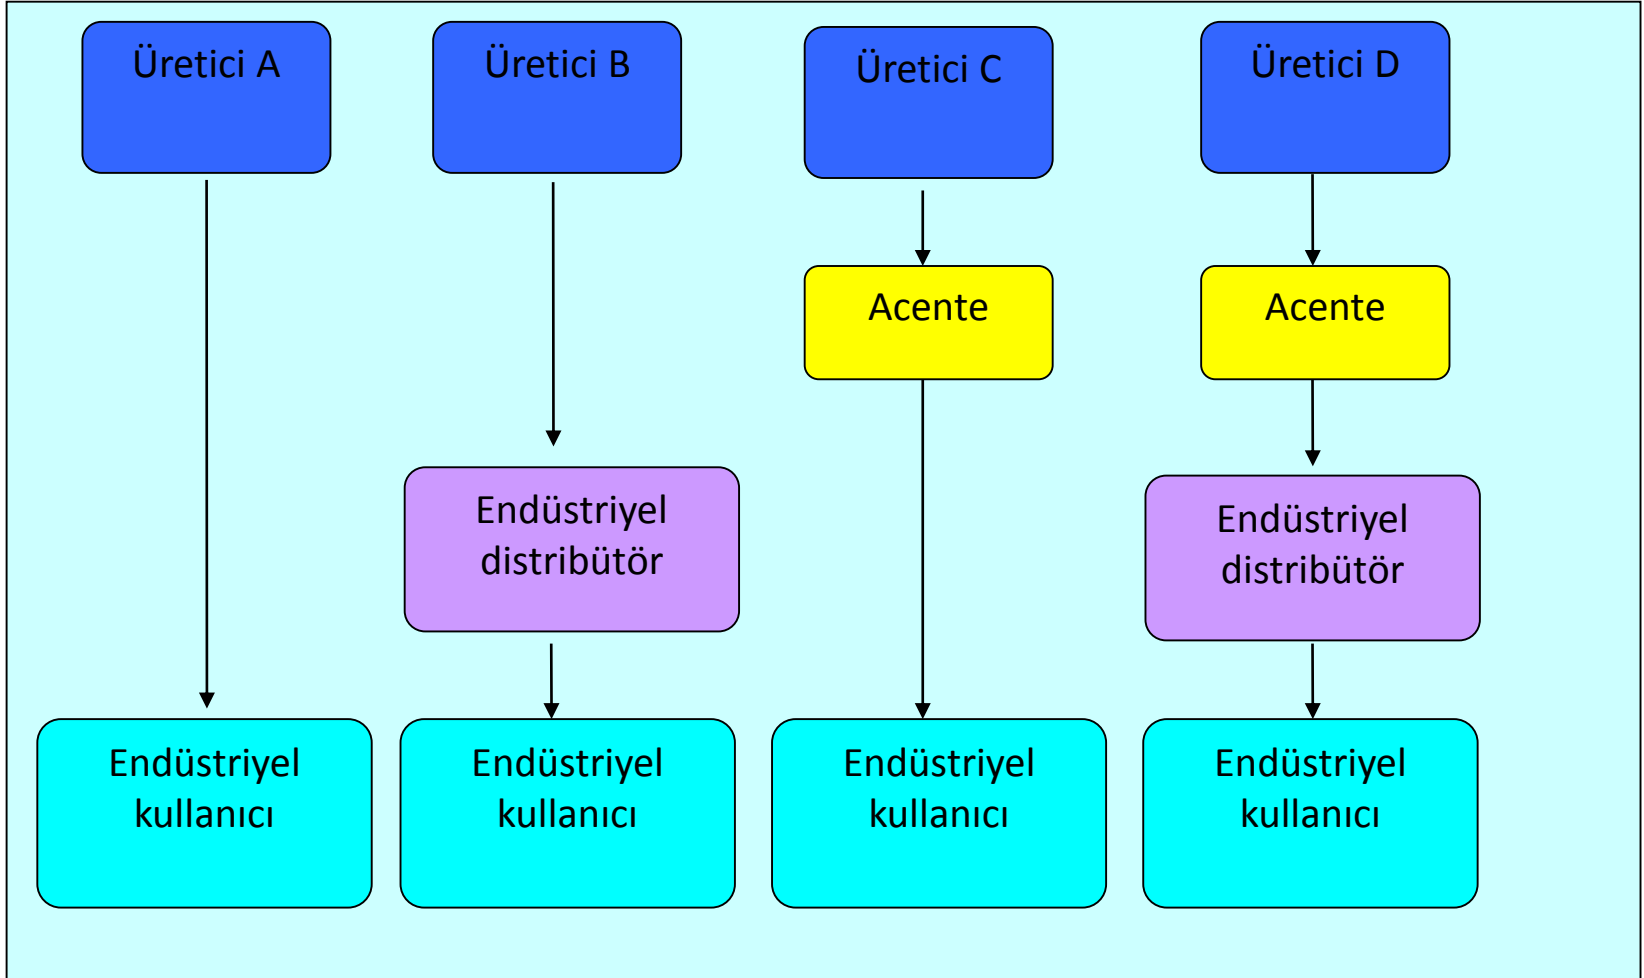 Üretici A
Üretici B
Üretici C
Üretici D
Acente
Acente
Endüstriyel
distribütör
Endüstriyel
distribütör
Endüstriyel
kullanıcı
Endüstriyel
kullanıcı
Endüstriyel
kullanıcı
Endüstriyel
kullanıcı